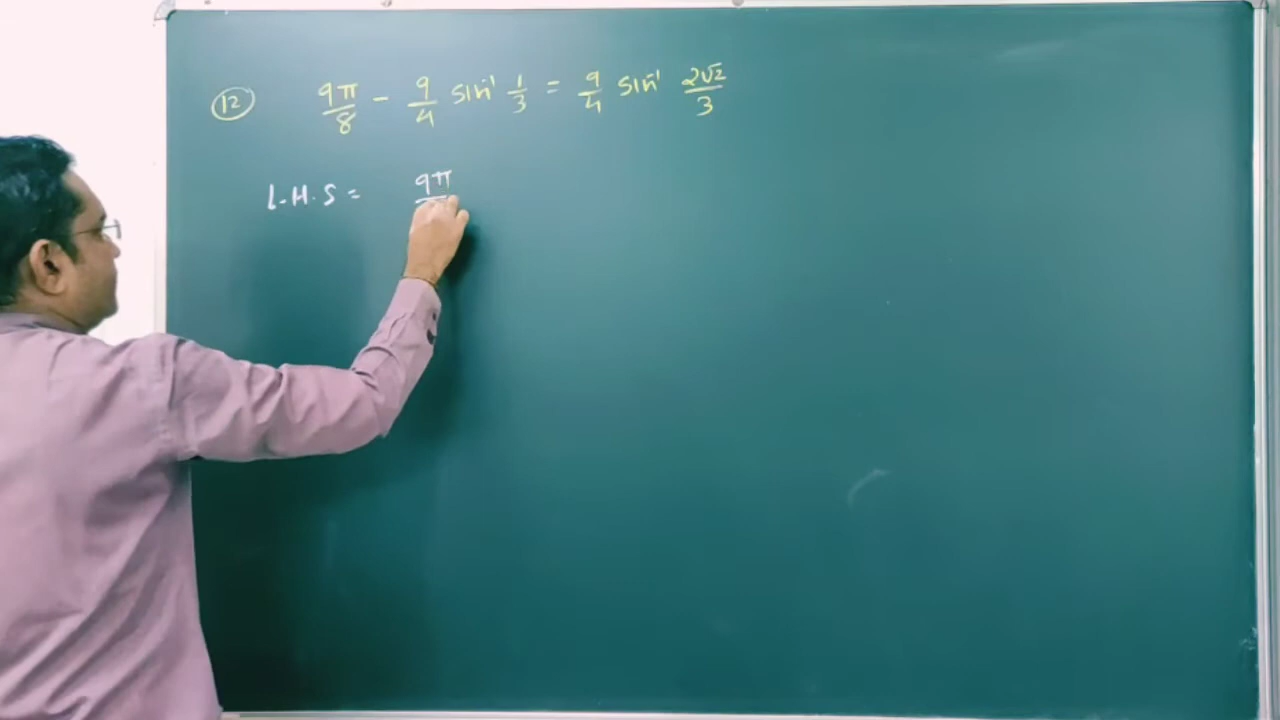 12 9π/8 - 9/4 sin⁻¹ 1/3 = 9/4 sin⁻¹ 2√2/3
L.H.S = 9π